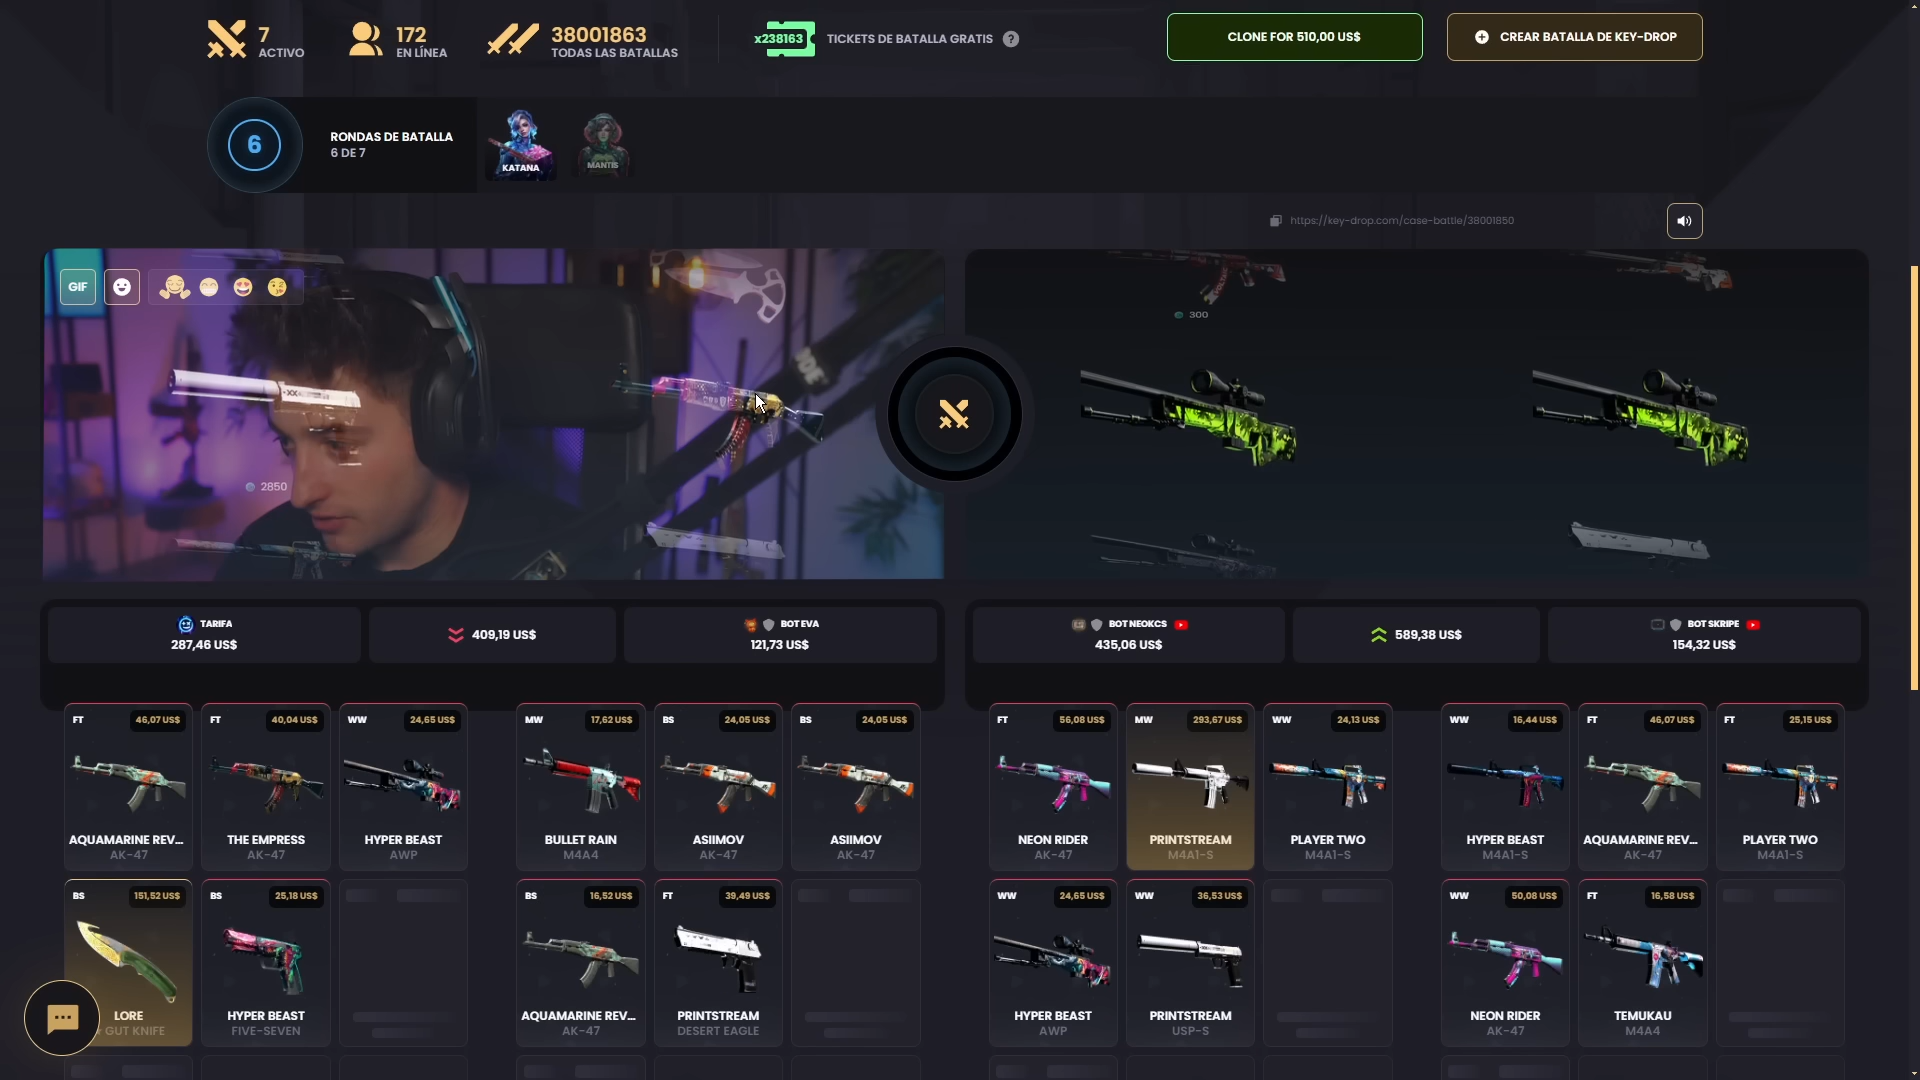 7
ACTIVO
172
EN LÍNEA
38001863
TODAS LAS BATALLAS
x238163
TICKETS DE BATALLA GRATIS ?
CLONE FOR 510,00 US$
CREAR BATALLA DE KEY-DROP
6
RONDAS DE BATALLA
6 DE 7
KATANA
MANTIS
https://key-drop.com/case-battle/38001850
GIF
2850
300
TARIFA
287,46 US$
409,19 US$
BOT EVA
121,73 US$
BOT NEOKCS
435,06 US$
589,38 US$
BOT SKRIPE
154,32 US$
FT 46,07 US$
AQUAMARINE REV...
AK-47
FT 40,04 US$
THE EMPRESS
AK-47
WW 24,65 US$
HYPER BEAST
AWP
MW 17,62 US$
BULLET RAIN
M4A4
BS 24,05 US$
ASIIMOV
AK-47
BS 24,05 US$
ASIIMOV
AK-47
FT 56,08 US$
NEON RIDER
AK-47
MW 293,67 US$
PRINTSTREAM
M4A1-S
WW 24,13 US$
PLAYER TWO
M4A1-S
WW 16,44 US$
HYPER BEAST
M4A1-S
FT 46,07 US$
AQUAMARINE REV...
AK-47
FT 25,15 US$
PLAYER TWO
M4A1-S
BS 151,52 US$
LORE
GUT KNIFE
BS 25,18 US$
HYPER BEAST
FIVE-SEVEN
BS 16,52 US$
AQUAMARINE REV...
AK-47
FT 39,49 US$
PRINTSTREAM
DESERT EAGLE
WW 24,65 US$
HYPER BEAST
AWP
WW 36,53 US$
PRINTSTREAM
USP-S
WW 50,08 US$
NEON RIDER
AK-47
FT 16,58 US$
TEMUKAU
M4A4